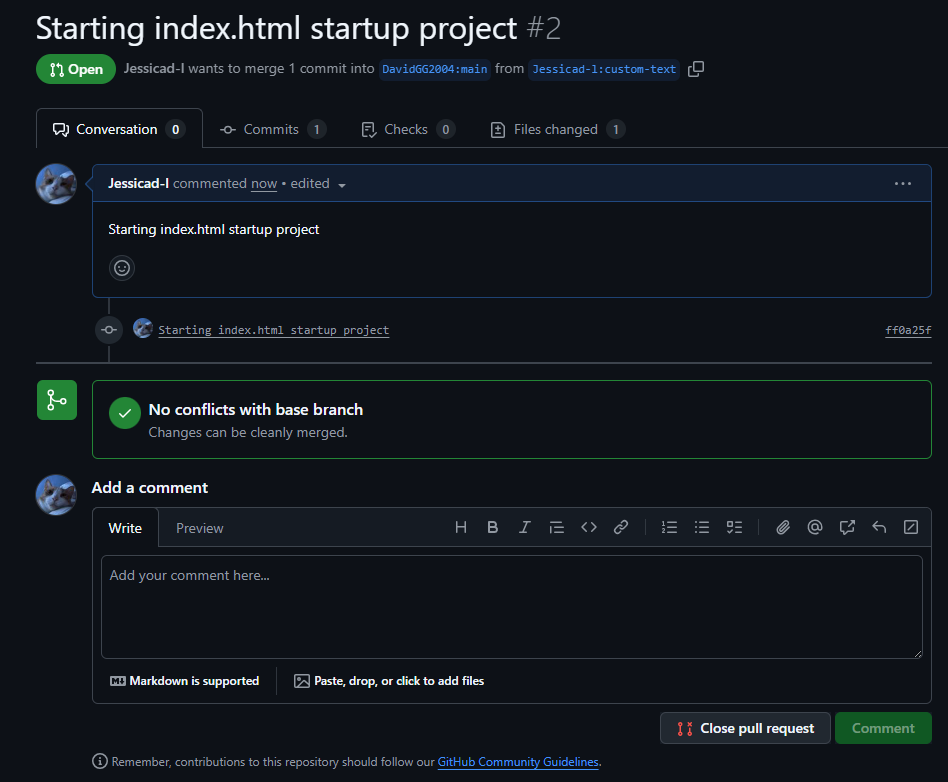 Starting index.html startup project #2
Open Jessicad-l wants to merge 1 commit into DavidGG2004:main from Jessicad-l:custom-text
Conversation 0 Commits 1 Checks 0 Files changed 1
Jessicad-l commented now • edited
Starting index.html startup project
Starting index.html startup project ff0a25f
No conflicts with base branch
Changes can be cleanly merged.
Add a comment
Write Preview
Add your comment here...
Markdown is supported Paste, drop, or click to add files
Close pull request Comment
Remember, contributions to this repository should follow our GitHub Community Guidelines.